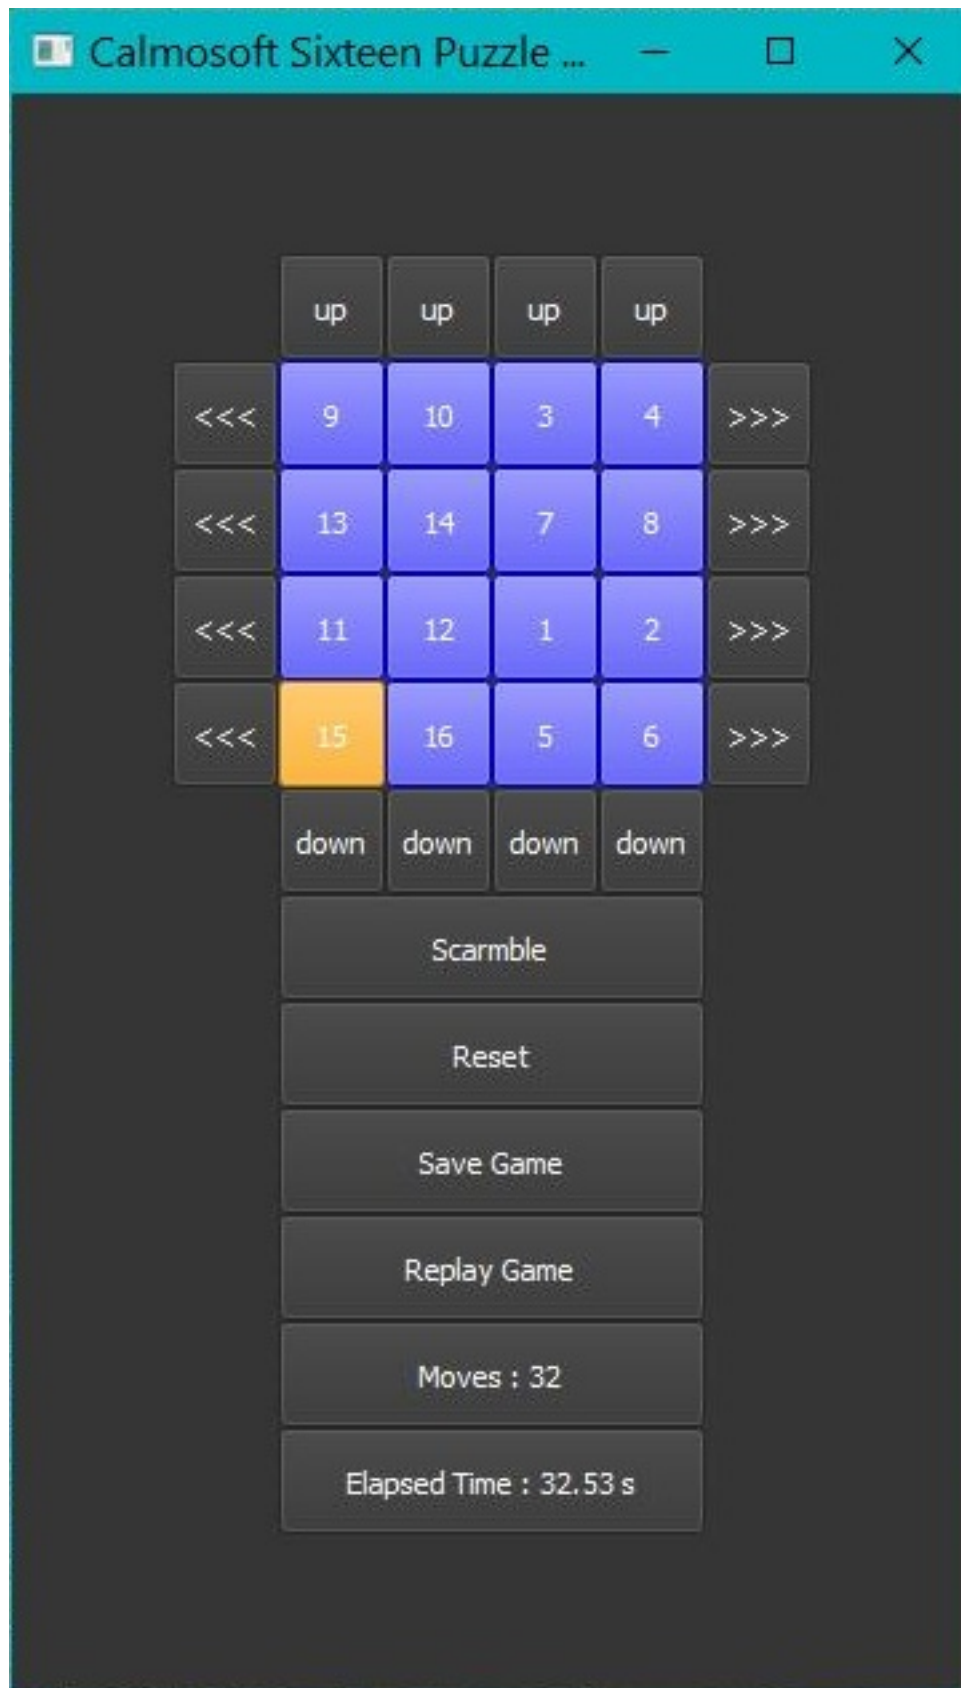 Calmosoft Sixteen Puzzle ...
up up up up
<<< 9 10 3 4 >>>
<<< 13 14 7 8 >>>
<<< 11 12 1 2 >>>
<<< 15 16 5 6 >>>
down down down down
Scarmble
Reset
Save Game
Replay Game
Moves : 32
Elapsed Time : 32.53 s